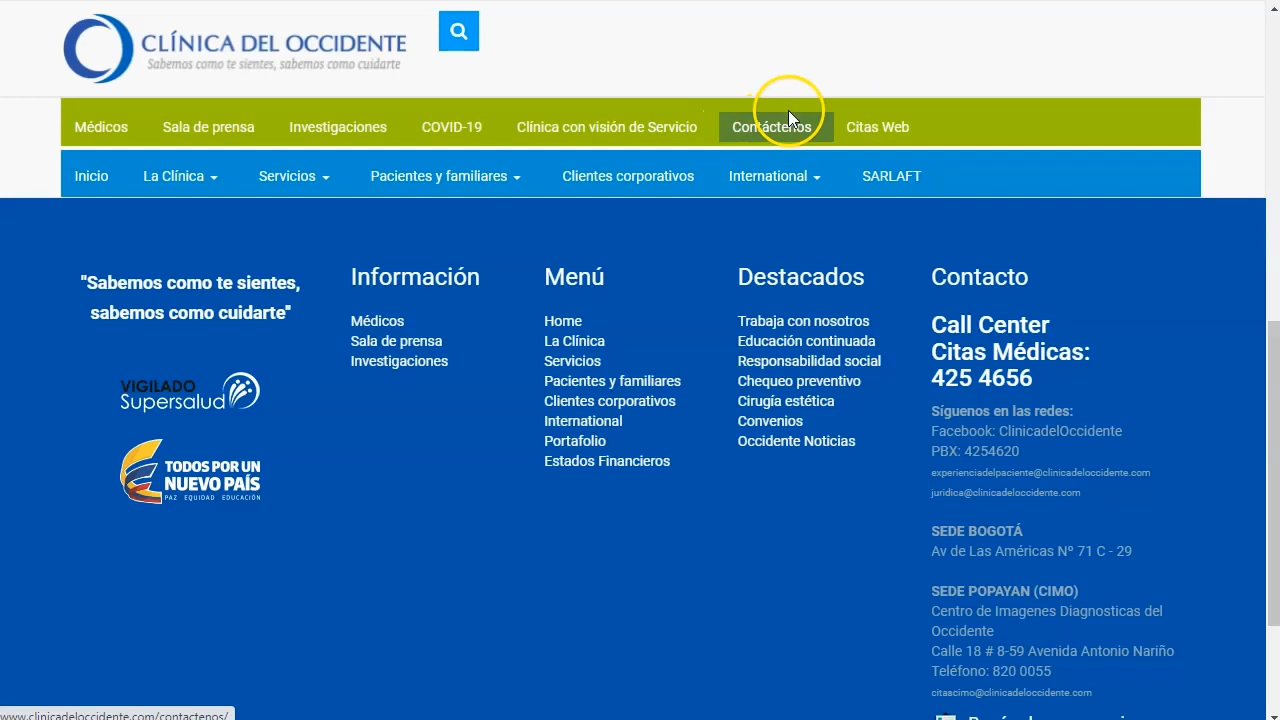 CLÍNICA DEL OCCIDENTE
Sabemos como te sientes, sabemos como cuidarte
Médicos Sala de prensa Investigaciones COVID-19 Clínica con visión de Servicio Contáctenos Citas Web
Inicio La Clínica Servicios Pacientes y familiares Clientes corporativos International SARLAFT
"Sabemos como te sientes,
sabemos como cuidarte"
VIGILADO
Supersalud
TODOS POR UN
NUEVO PAÍS
PAZ EQUIDAD EDUCACIÓN
Información
Médicos
Sala de prensa
Investigaciones
Menú
Home
La Clínica
Servicios
Pacientes y familiares
Clientes corporativos
International
Portafolio
Estados Financieros
Destacados
Trabaja con nosotros
Educación continuada
Responsabilidad social
Chequeo preventivo
Cirugía estética
Convenios
Occidente Noticias
Contacto
Call Center
Citas Médicas:
425 4656
Síguenos en las redes:
Facebook: ClinicadelOccidente
PBX: 4254620
experienciadelpaciente@clinicadeloccidente.com
juridica@clinicadeloccidente.com
SEDE BOGOTÁ
Av de Las Américas Nº 71 C - 29
SEDE POPAYAN (CIMO)
Centro de Imagenes Diagnosticas del
Occidente
Calle 18 # 8-59 Avenida Antonio Nariño
Teléfono: 820 0055
citascimo@clinicadeloccidente.com
www.clinicadeloccidente.com/contactenos/